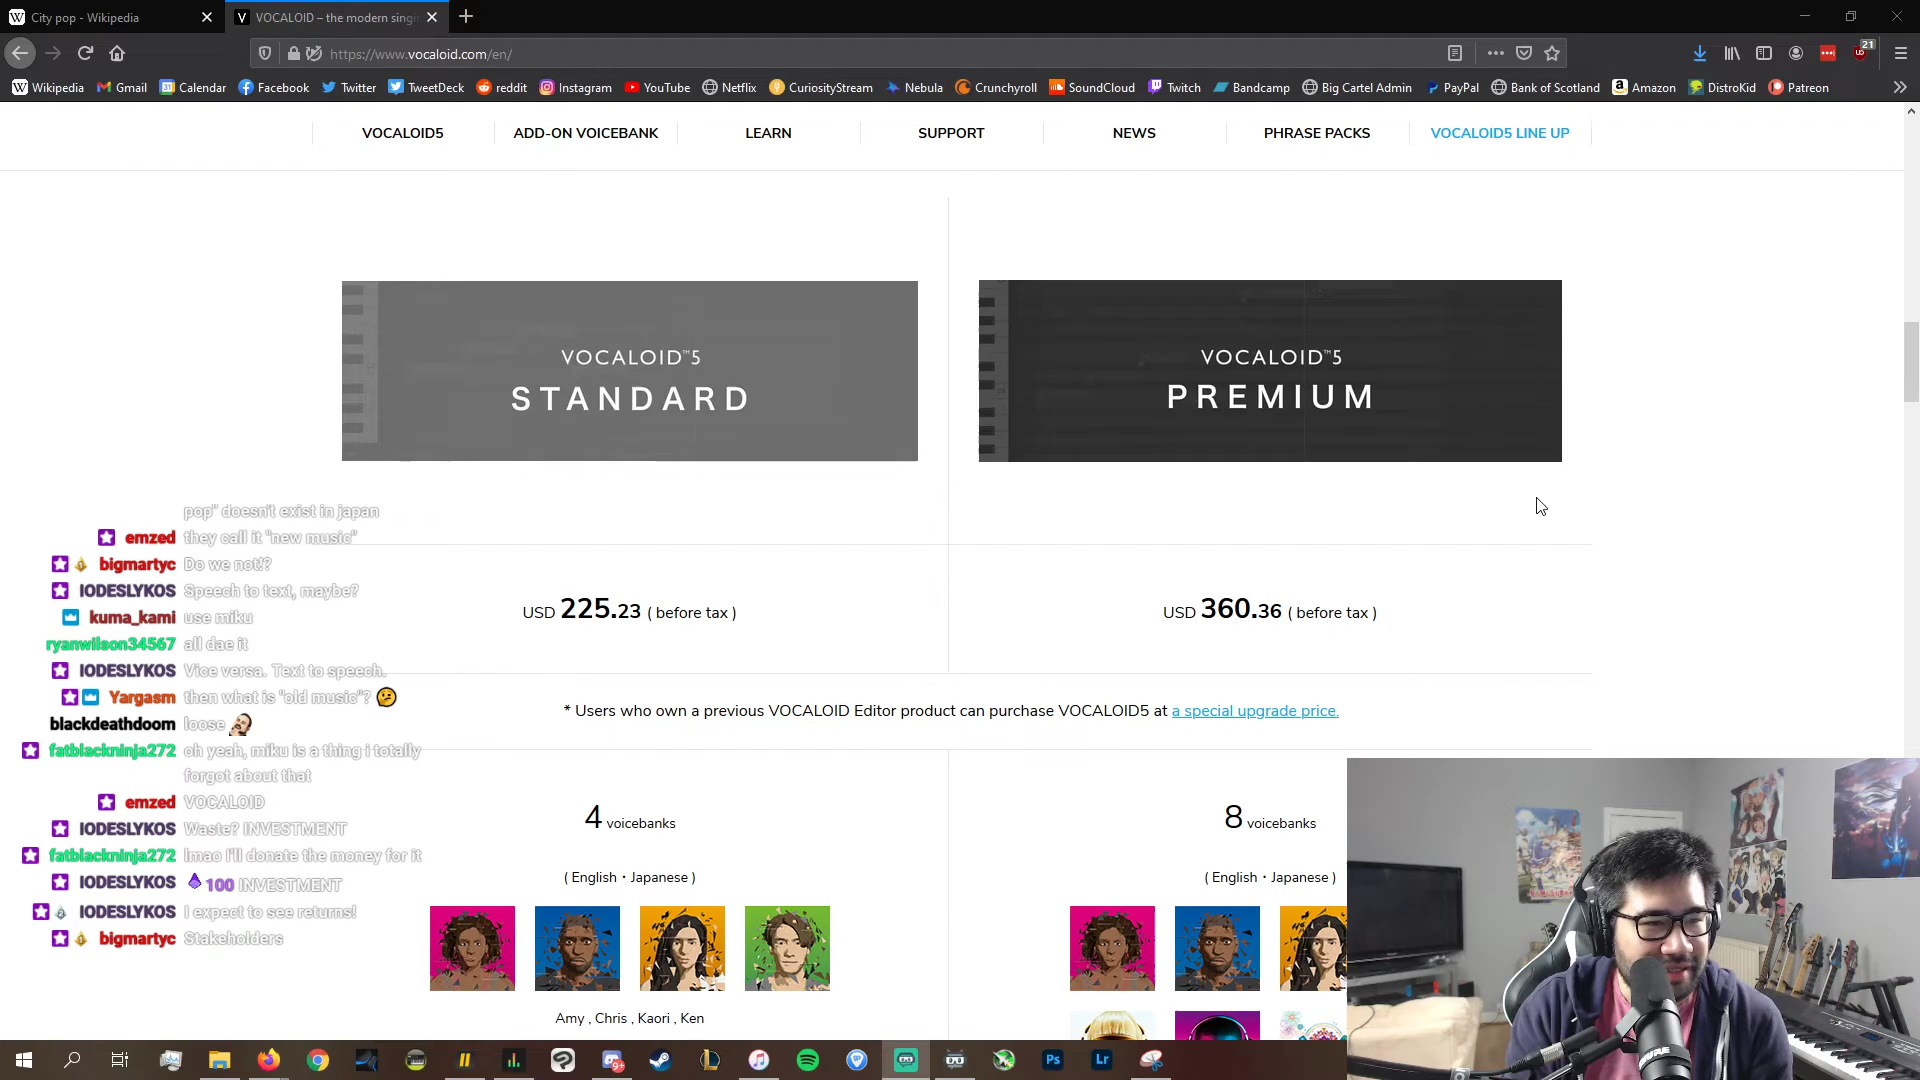 City pop - Wikipedia
VOCALOID – the modern singi
https://www.vocaloid.com/en/
21
Wikipedia
Gmail
Calendar
Facebook
Twitter
TweetDeck
reddit
Instagram
YouTube
Netflix
CuriosityStream
Nebula
Crunchyroll
SoundCloud
Twitch
Bandcamp
Big Cartel Admin
PayPal
Bank of Scotland
Amazon
DistroKid
Patreon
VOCALOID5
ADD-ON VOICEBANK
LEARN
SUPPORT
NEWS
PHRASE PACKS
VOCALOID5 LINE UP
VOCALOID™5
STANDARD
VOCALOID™5
PREMIUM
USD 225.23 ( before tax )
USD 360.36 ( before tax )
* Users who own a previous VOCALOID Editor product can purchase VOCALOID5 at a special upgrade price.
4 voicebanks
8 voicebanks
( English・Japanese )
( English・Japanese )
Amy , Chris , Kaori , Ken
pop" doesn't exist in japan
emzed they call it "new music"
bigmartyc Do we not!?
IODESLYKOS Speech to text, maybe?
kuma_kami use miku
ryanwilson34567 all dae it
IODESLYKOS Vice versa. Text to speech.
Yargasm then what is "old music"? 🤔
blackdeathdoom loose
fatblackninja272 oh yeah, miku is a thing i totally
forgot about that
emzed VOCALOID
IODESLYKOS Waste? INVESTMENT
fatblackninja272 lmao I'll donate the money for it
IODESLYKOS 100 INVESTMENT
IODESLYKOS I expect to see returns!
bigmartyc Stakeholders
SHURE
9+
Ps
Lr